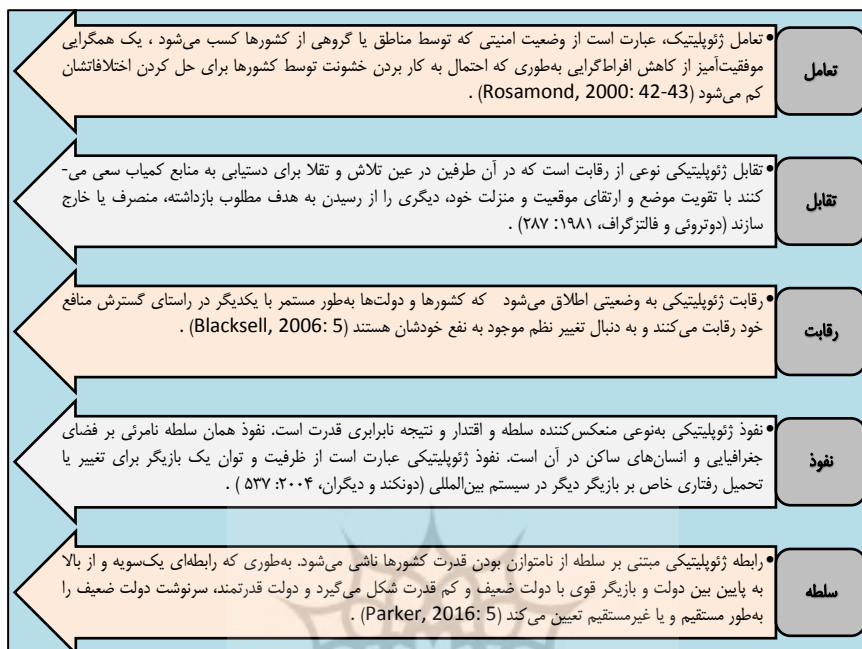 تعامل
•تعامل ژئوپلیتیک، عبارت است از وضعیت امنیتی که توسط مناطق یا گروهی از کشورها کسب می‌شود ، یک همگرایی
موفقیت‌آمیز از کاهش افراط‌گرایی به‌طوری که احتمال به کار بردن خشونت توسط کشورها برای حل کردن اختلافاتشان
کم می‌شود (Rosamond, 2000: 42-43) .
تقابل
•تقابل ژئوپلیتیکی نوعی از رقابت است که در آن طرفین در عین تلاش و تقلا برای دستیابی به منابع کمیاب سعی می-
کنند با تقویت موضع و ارتقای موقعیت و منزلت خود، دیگری را از رسیدن به هدف مطلوب بازداشته، منصرف یا خارج
سازند (دوتروئی و فالتزگراف، ۱۹۸۱: ۲۸۷) .
رقابت
•رقابت ژئوپلیتیکی به وضعیتی اطلاق می‌شود که کشورها و دولت‌ها به‌طور مستمر با یکدیگر در راستای گسترش منافع
خود رقابت می‌کنند و به دنبال تغییر نظم موجود به نفع خودشان هستند (Blacksell, 2006: 5) .
نفوذ
•نفوذ ژئوپلیتیکی به‌نوعی منعکس‌کننده سلطه و اقتدار و نتیجه نابرابری قدرت است. نفوذ همان سلطه نامرئی بر فضای
جغرافیایی و انسان‌های ساکن در آن است. نفوذ ژئوپلیتیکی عبارت است از ظرفیت و توان یک بازیگر برای تغییر یا
تحمیل رفتاری خاص بر بازیگر دیگر در سیستم بین‌المللی (دونکند و دیگران، ۲۰۰۴: ۵۳۷ ) .
سلطه
•رابطه ژئوپلیتیکی مبتنی بر سلطه از نامتوازن بودن قدرت کشورها ناشی می‌شود. به‌طوری که رابطه‌ای یک‌سویه و از بالا
به پایین بین دولت و بازیگر قوی با دولت ضعیف و کم قدرت شکل می‌گیرد و دولت قدرتمند، سرنوشت دولت ضعیف را
به‌طور مستقیم و یا غیرمستقیم تعیین می‌کند (Parker, 2016: 5) .